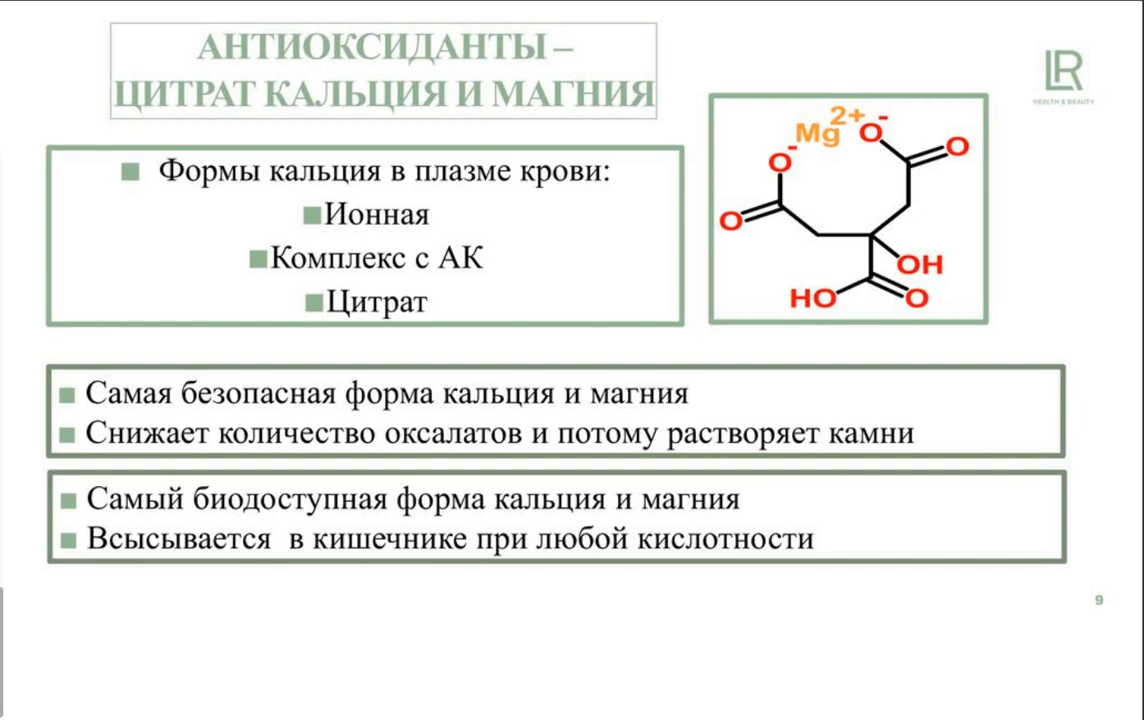 АНТИОКСИДАНТЫ –
ЦИТРАТ КАЛЬЦИЯ И МАГНИЯ
LR
HEALTH & BEAUTY
Формы кальция в плазме крови:
Ионная
Комплекс с АК
Цитрат
Mg 2+ O-
O-
O
O
OH
HO
O
Самая безопасная форма кальция и магния
Снижает количество оксалатов и потому растворяет камни
Самый биодоступная форма кальция и магния
Всысывается в кишечнике при любой кислотности
9